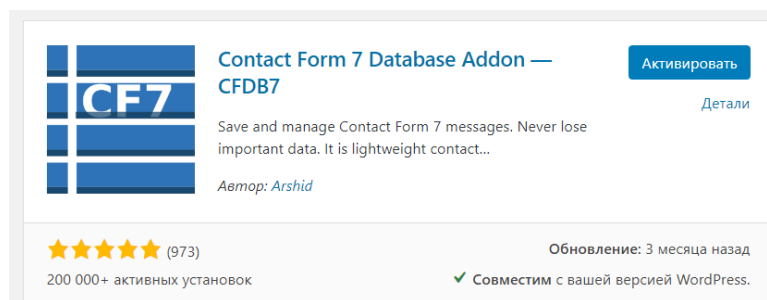 CF7
Contact Form 7 Database Addon —
CFDB7
Активировать
Детали
Save and manage Contact Form 7 messages. Never lose
important data. It is lightweight contact...
Автор: Arshid
(973)
200 000+ активных установок
Обновление: 3 месяца назад
Совместим с вашей версией WordPress.